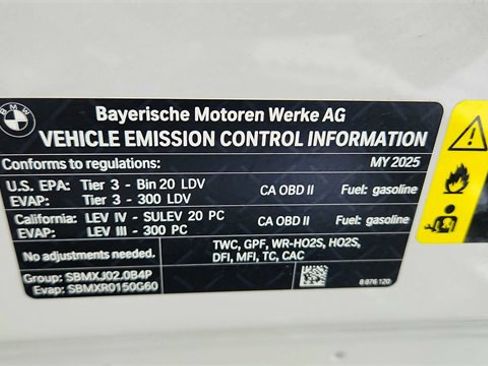 BMW
Bayerische Motoren Werke AG
VEHICLE EMISSION CONTROL INFORMATION
Conforms to regulations: MY 2025
U.S. EPA: Tier 3 - Bin 20 LDV CA OBD II Fuel: gasoline
EVAP: Tier 3 - 300 LDV
California: LEV IV - SULEV 20 PC CA OBD II Fuel: gasoline
EVAP: LEV III - 300 PC
No adjustments needed.
TWC, GPF, WR-HO2S, HO2S,
DFI, MFI, TC, CAC
Group: SBMXJ02.0B4P
Evap: SBMXR0150G60
8 876 120